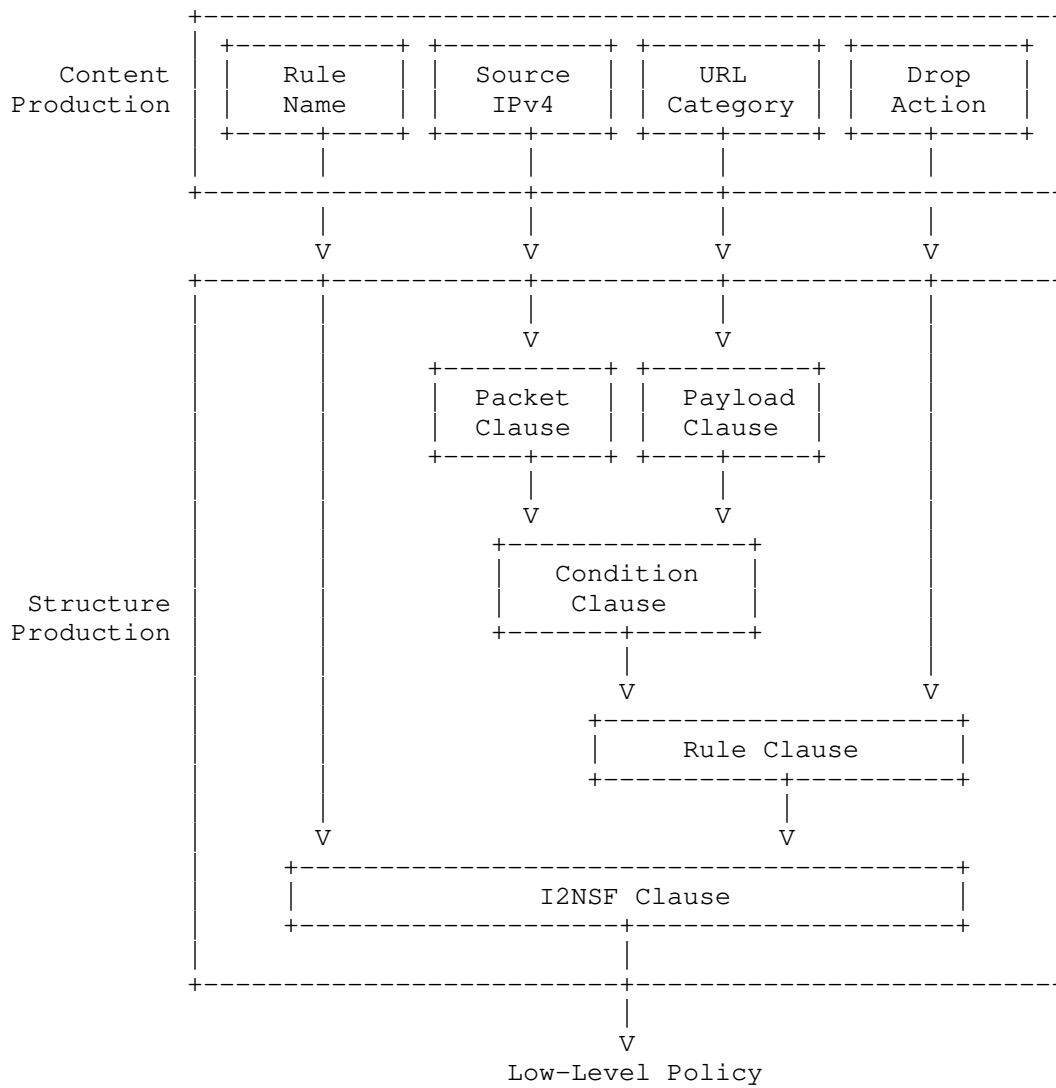 Rule Source URL Drop
Content
Production Name IPv4 Category Action
V V V V
V V
Packet Payload
Clause Clause
V V
Condition
Structure Clause
Production
V V
Rule Clause
V V
I2NSF Clause
V
Low-Level Policy